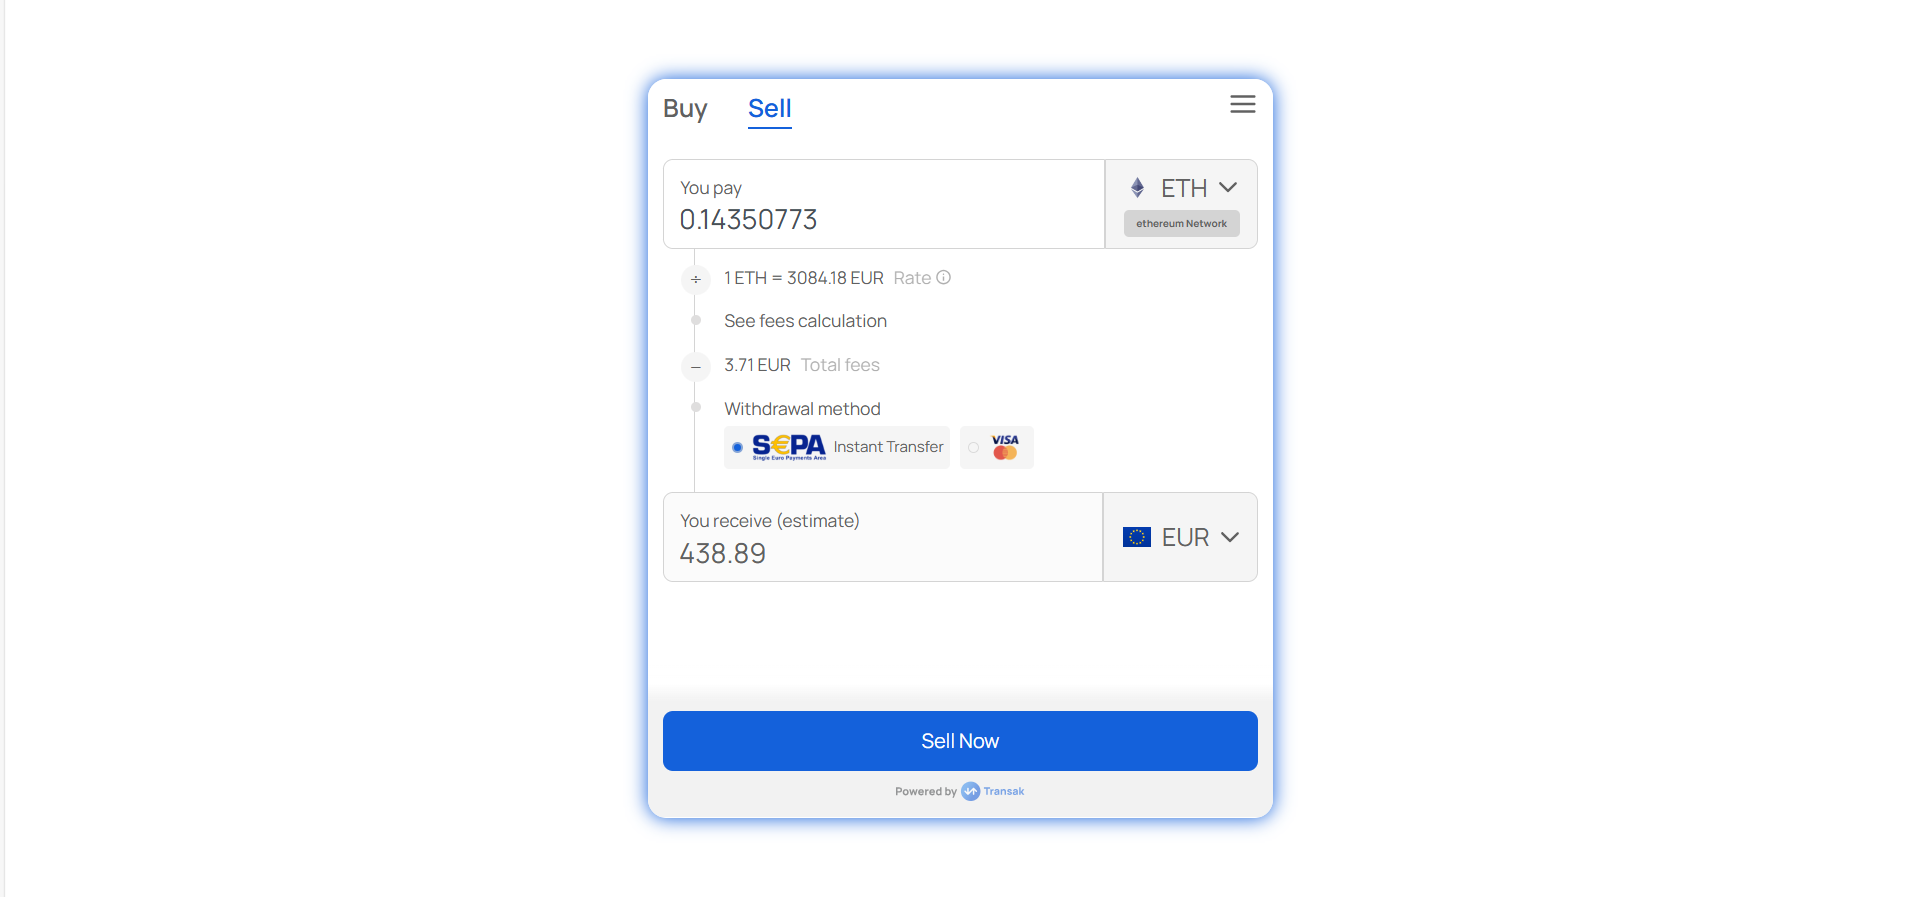 Buy Sell
You pay
0.14350773
ETH
ethereum Network
÷ 1 ETH = 3084.18 EUR Rate
See fees calculation
– 3.71 EUR Total fees
Withdrawal method
S€PA Instant Transfer VISA
Single Euro Payments Area
You receive (estimate)
438.89
EUR
Sell Now
Powered by Transak